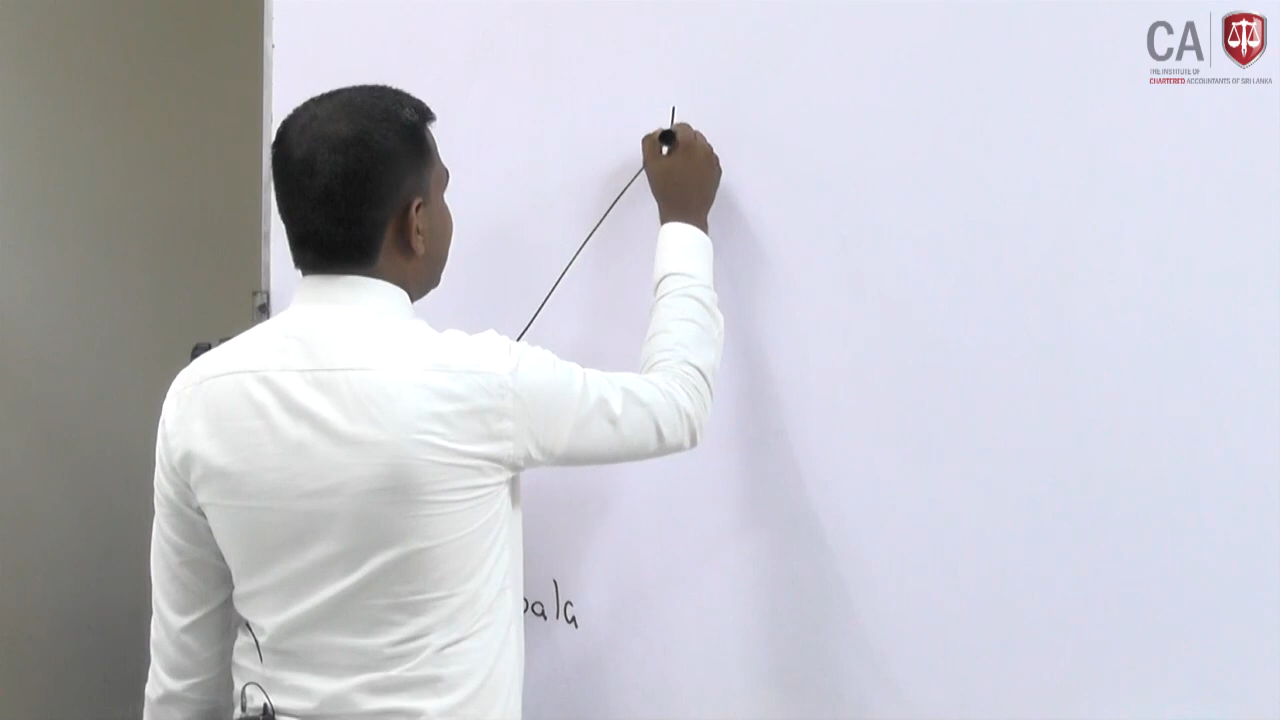 CA
THE INSTITUTE OF
CHARTERED ACCOUNTANTS OF SRI LANKA